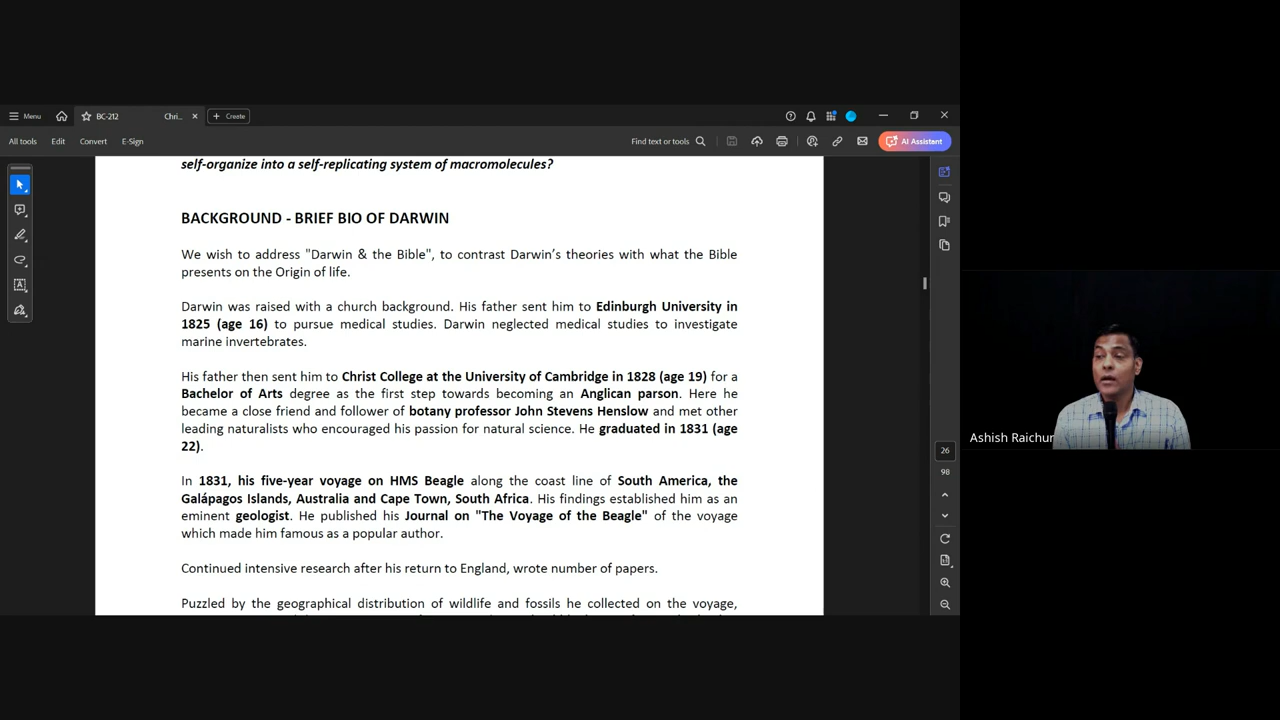 Menu
BC-212
Chri...
Create
All tools
Edit
Convert
E-Sign
Find text or tools
AI Assistant
self-organize into a self-replicating system of macromolecules?
BACKGROUND - BRIEF BIO OF DARWIN
We wish to address "Darwin & the Bible", to contrast Darwin's theories with what the Bible
presents on the Origin of life.
Darwin was raised with a church background. His father sent him to Edinburgh University in
1825 (age 16) to pursue medical studies. Darwin neglected medical studies to investigate
marine invertebrates.
His father then sent him to Christ College at the University of Cambridge in 1828 (age 19) for a
Bachelor of Arts degree as the first step towards becoming an Anglican parson. Here he
became a close friend and follower of botany professor John Stevens Henslow and met other
leading naturalists who encouraged his passion for natural science. He graduated in 1831 (age
22).
In 1831, his five-year voyage on HMS Beagle along the coast line of South America, the
Galápagos Islands, Australia and Cape Town, South Africa. His findings established him as an
eminent geologist. He published his Journal on "The Voyage of the Beagle" of the voyage
which made him famous as a popular author.
Continued intensive research after his return to England, wrote number of papers.
Puzzled by the geographical distribution of wildlife and fossils he collected on the voyage,
26
98
Ashish Raichur